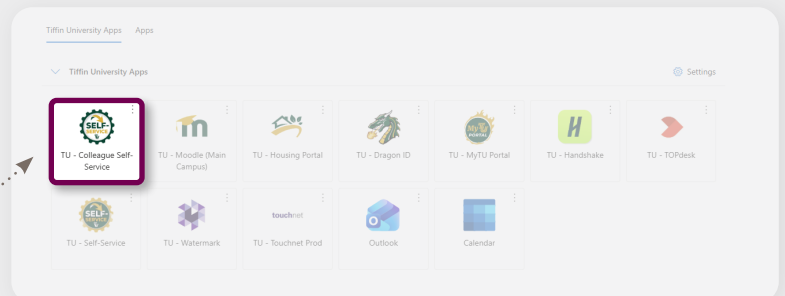 Tiffin University Apps Apps
Tiffin University Apps Settings
SELF-
SERVICE
TU - Colleague Self-
Service
m
TU - Moodle (Main
Campus)
TU - Housing Portal
TU - Dragon ID
MyTU
PORTAL
TU - MyTU Portal
H
TU - Handshake
TU - TOPdesk
SELF-
SERVICE
TU - Self-Service
TU - Watermark
touchnet
TU - Touchnet Prod
O
Outlook
Calendar